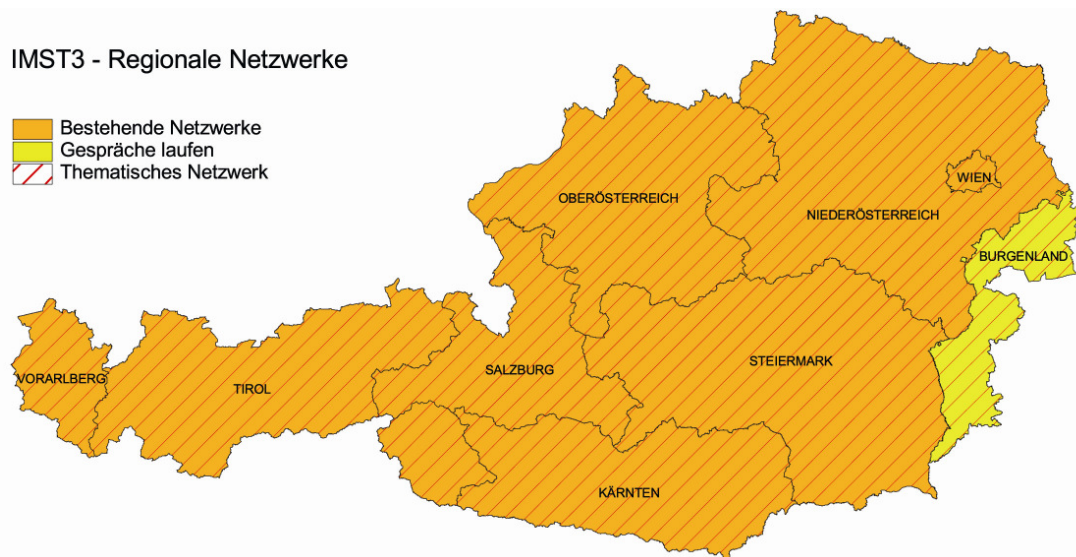 IMST3 - Regionale Netzwerke
Bestehende Netzwerke
Gespräche laufen
Thematisches Netzwerk
WIEN
OBERÖSTERREICH
NIEDERÖSTERREICH
BURGENLAND
STEIERMARK
SALZBURG
VORARLBERG
TIROL
KÄRNTEN